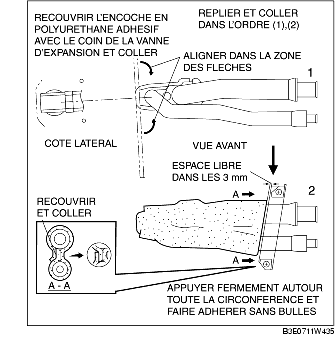 RECOUVRIR L'ENCOCHE EN
POLYURETHANE ADHESIF
AVEC LE COIN DE LA VANNE
D'EXPANSION ET COLLER
REPLIER ET COLLER
DANS L'ORDRE (1),(2)
ALIGNER DANS LA ZONE
DES FLECHES
1
COTE LATERAL
VUE AVANT
ESPACE LIBRE
DANS LES 3 mm
A
2
RECOUVRIR
ET COLLER
A
A - A
APPUYER FERMEMENT AUTOUR
TOUTE LA CIRCONFERENCE ET
FAIRE ADHERER SANS BULLES
B3E0711W435